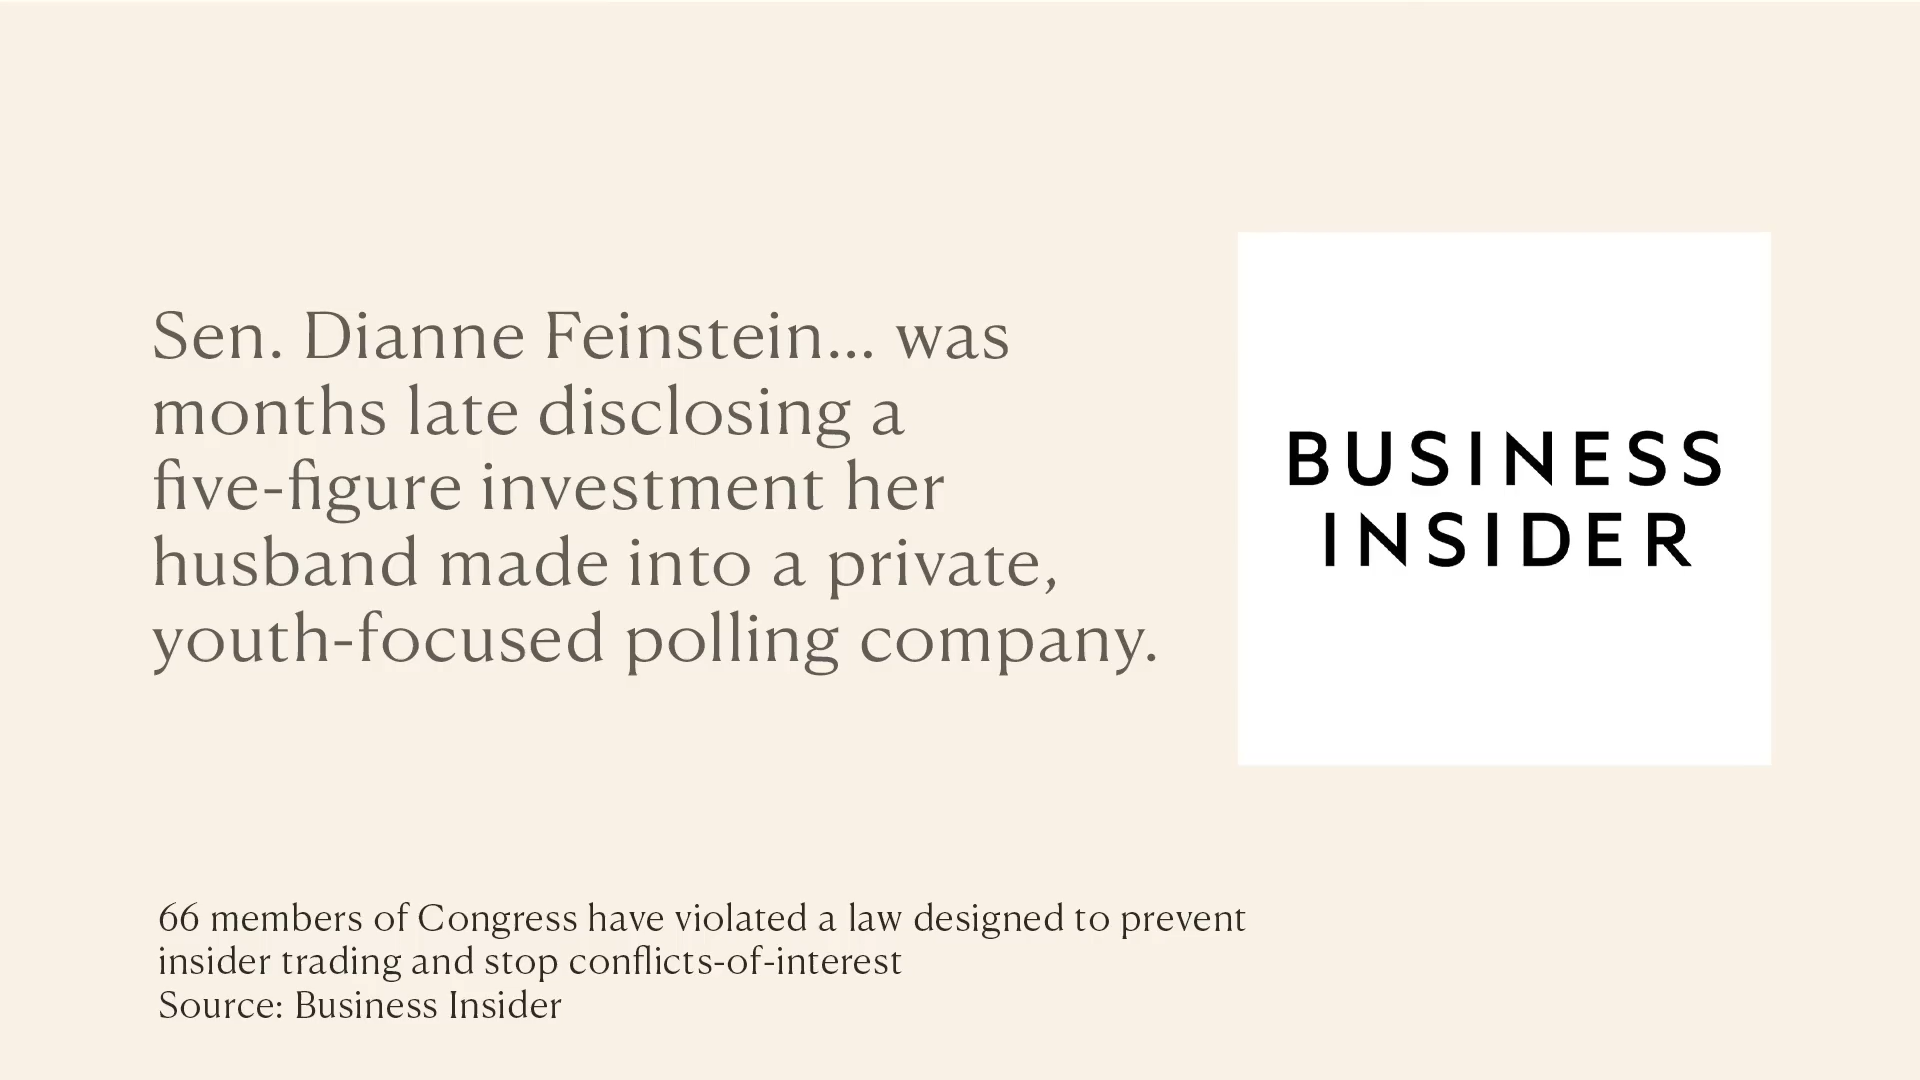 Sen. Dianne Feinstein... was
months late disclosing a
five-figure investment her
husband made into a private,
youth-focused polling company.
BUSINESS
INSIDER
66 members of Congress have violated a law designed to prevent
insider trading and stop conflicts-of-interest
Source: Business Insider